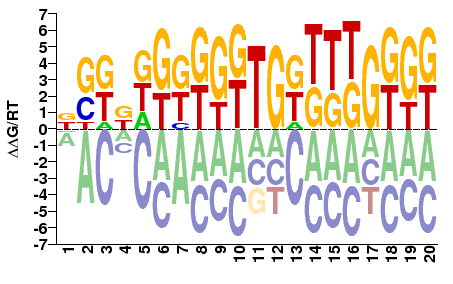 7
6
5
4
3
2
1
0
-1
-2
-3
-4
-5
-6
-7
ΔΔG/RT
G T A
G C T A
G T A C
G T A C
G T A C
G T A C
G T C A
G T A C
G T A C
G T A C
T A C G
G A C T
G T A C
T G A C
T G A C
T G A C
G A C T
G T A C
G T A C
G T A C
1 2 3 4 5 6 7 8 9 10 11 12 13 14 15 16 17 18 19 20